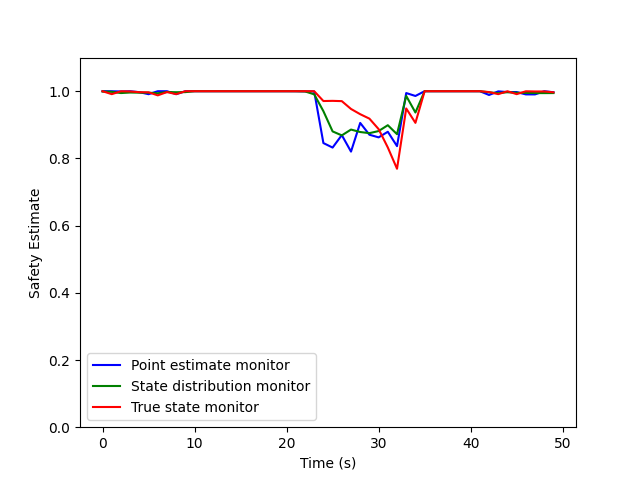 1.0
0.8
0.6
0.4
0.2
0.0
Safety Estimate
Point estimate monitor
State distribution monitor
True state monitor
0 10 20 30 40 50
Time (s)